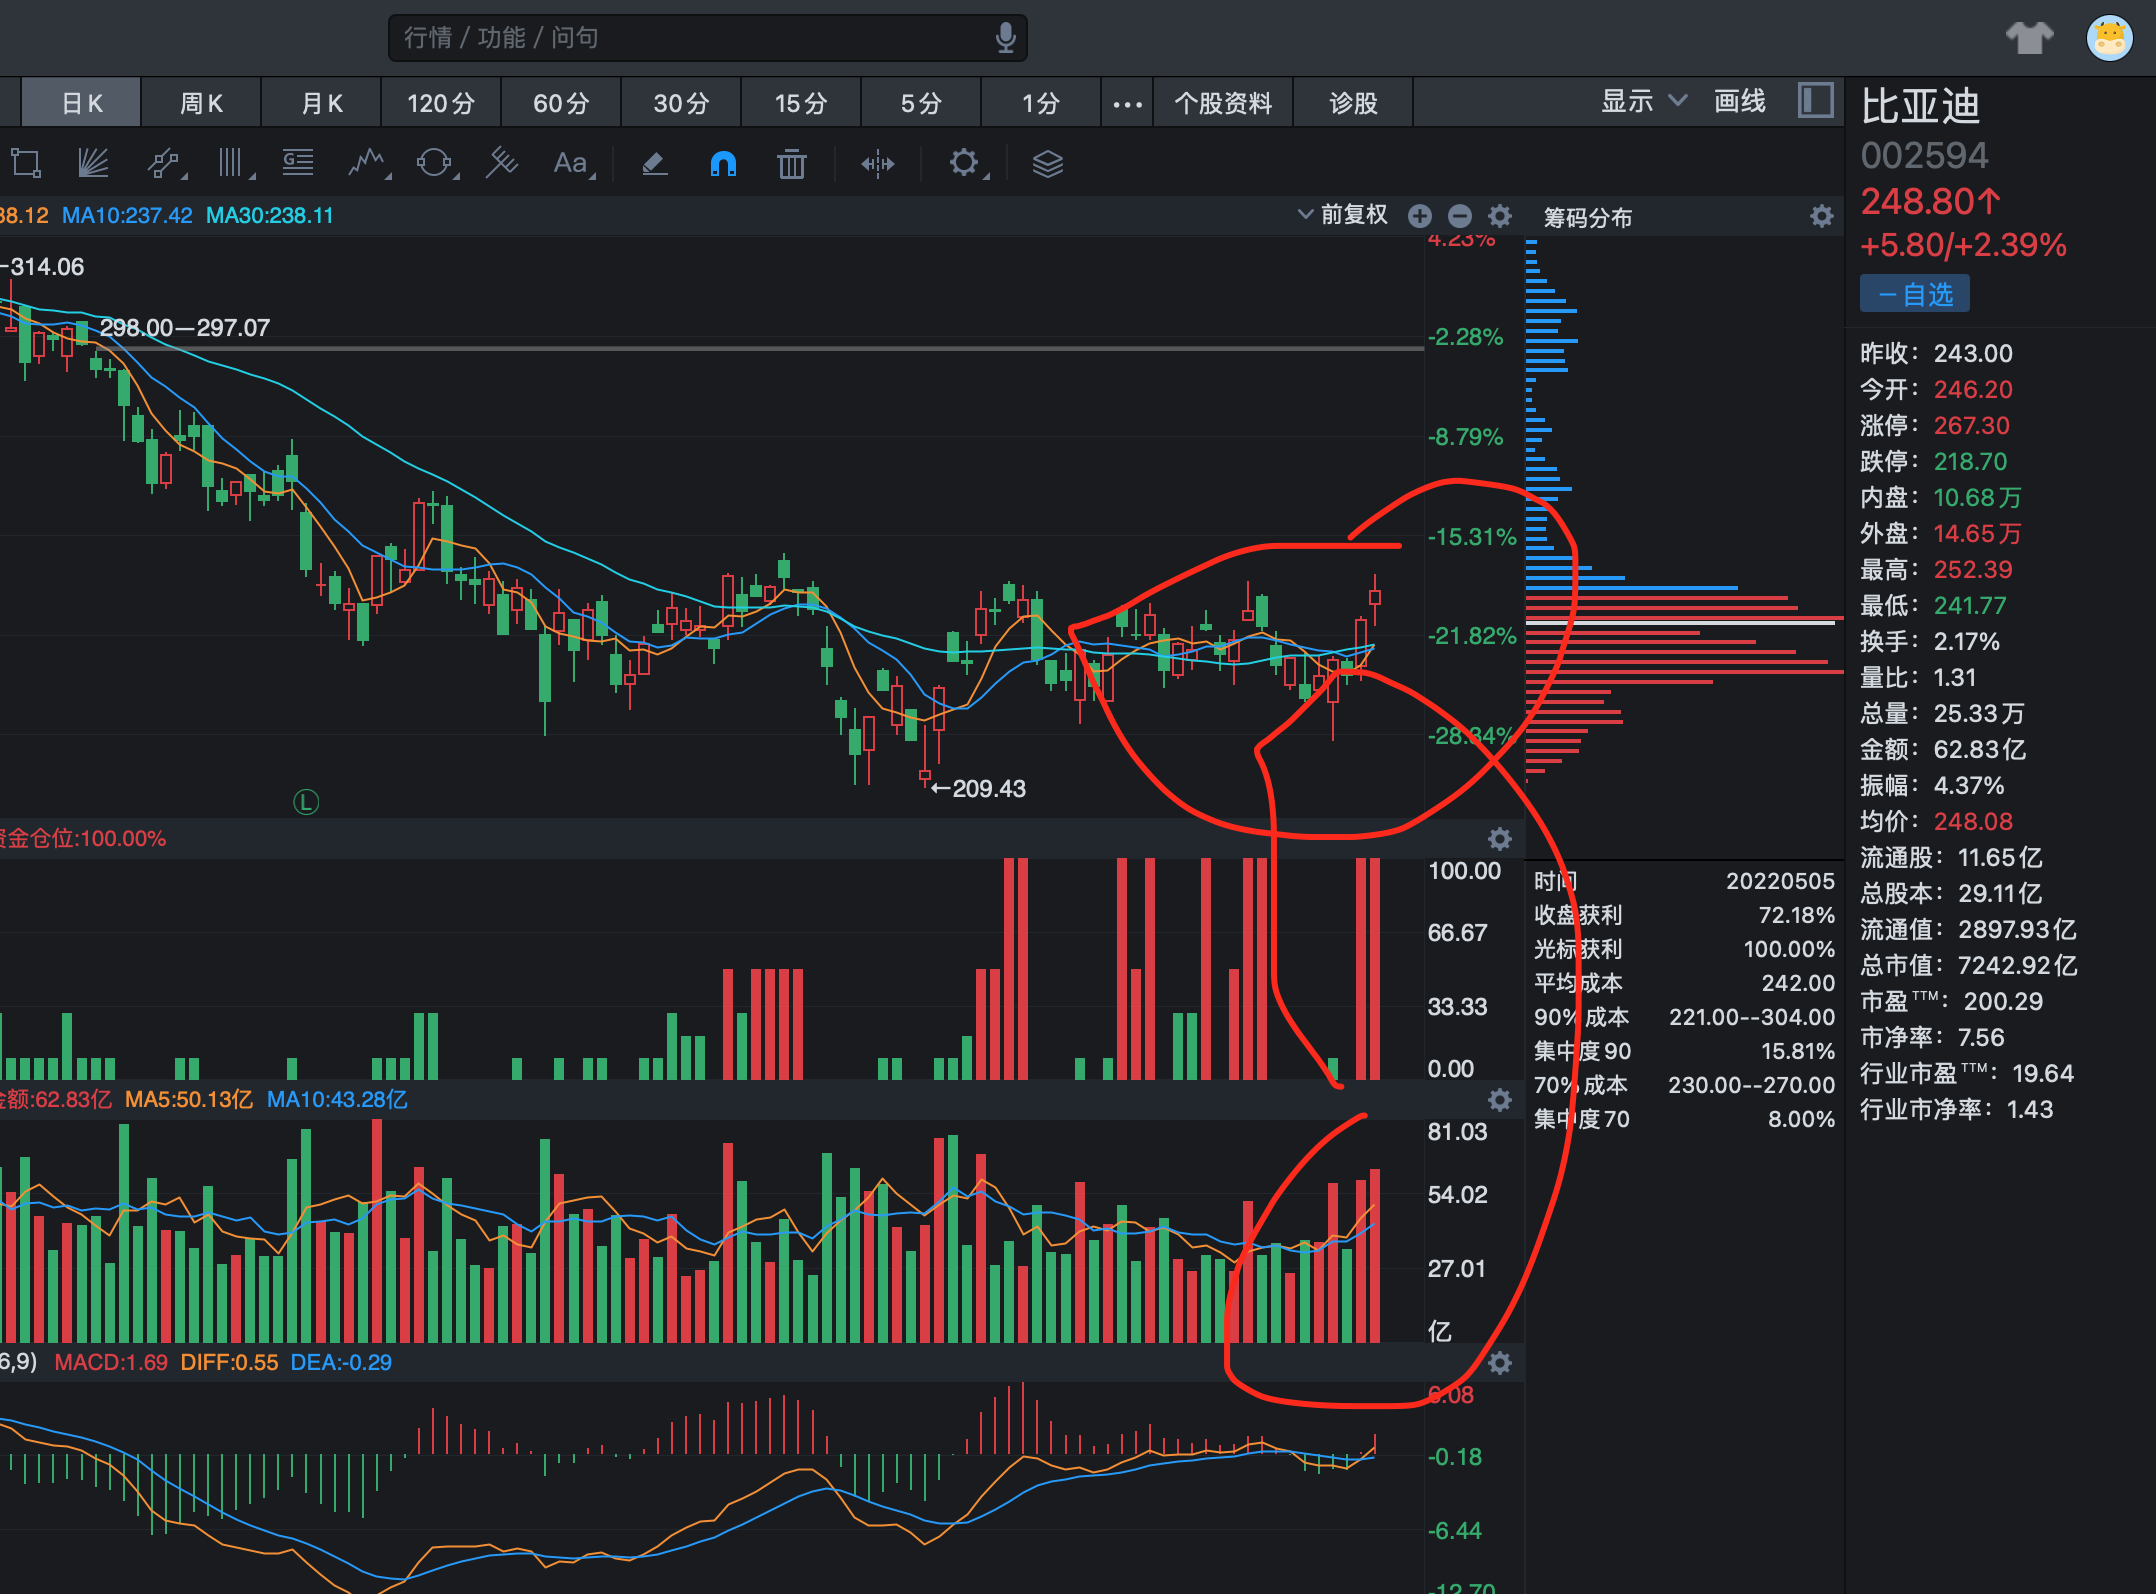 行情 / 功能 / 问句
日K 周K 月K 120分 60分 30分 15分 5分 1分 ··· 个股资料 诊股 显示 画线
Aa
38.12 MA10:237.42 MA30:238.11 前复权 筹码分布
4.23%
314.06
298.00—297.07
-2.28%
-8.79%
-15.31%
-21.82%
-28.34%
←209.43
L
资金仓位:100.00%
100.00
66.67
33.33
0.00
金额:62.83亿 MA5:50.13亿 MA10:43.28亿
81.03
54.02
27.01
亿
6,9) MACD:1.69 DIFF:0.55 DEA:-0.29
6.08
-0.18
-6.44
-12.70
时间 20220505
收盘获利 72.18%
光标获利 100.00%
平均成本 242.00
90%成本 221.00--304.00
集中度90 15.81%
70%成本 230.00--270.00
集中度70 8.00%
比亚迪
002594
248.80↑
+5.80/+2.39%
－自选
昨收： 243.00
今开： 246.20
涨停： 267.30
跌停： 218.70
内盘： 10.68万
外盘： 14.65万
最高： 252.39
最低： 241.77
换手： 2.17%
量比： 1.31
总量： 25.33万
金额： 62.83亿
振幅： 4.37%
均价： 248.08
流通股： 11.65亿
总股本： 29.11亿
流通值： 2897.93亿
总市值： 7242.92亿
市盈™： 200.29
市净率： 7.56
行业市盈™： 19.64
行业市净率： 1.43